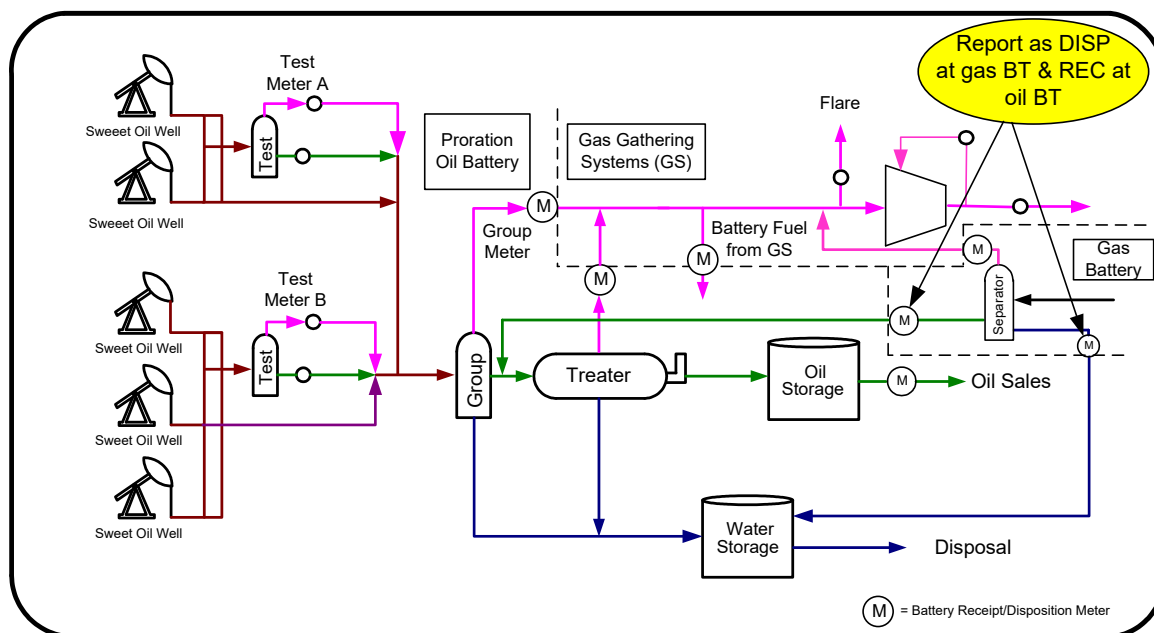 Report as DISP
at gas BT & REC at
oil BT
Test
Meter A
Sweeet Oil Well
Test
Sweeet Oil Well
Proration
Oil Battery
Gas Gathering
Systems (GS)
Flare
M
Group
Meter
Battery Fuel
from GS
M
M
M
Gas
Battery
Separator
M
M
Test
Meter B
Sweet Oil Well
Test
Sweet Oil Well
Sweet Oil Well
Group
Treater
Oil
Storage
M
Oil Sales
Water
Storage
Disposal
M
= Battery Receipt/Disposition Meter